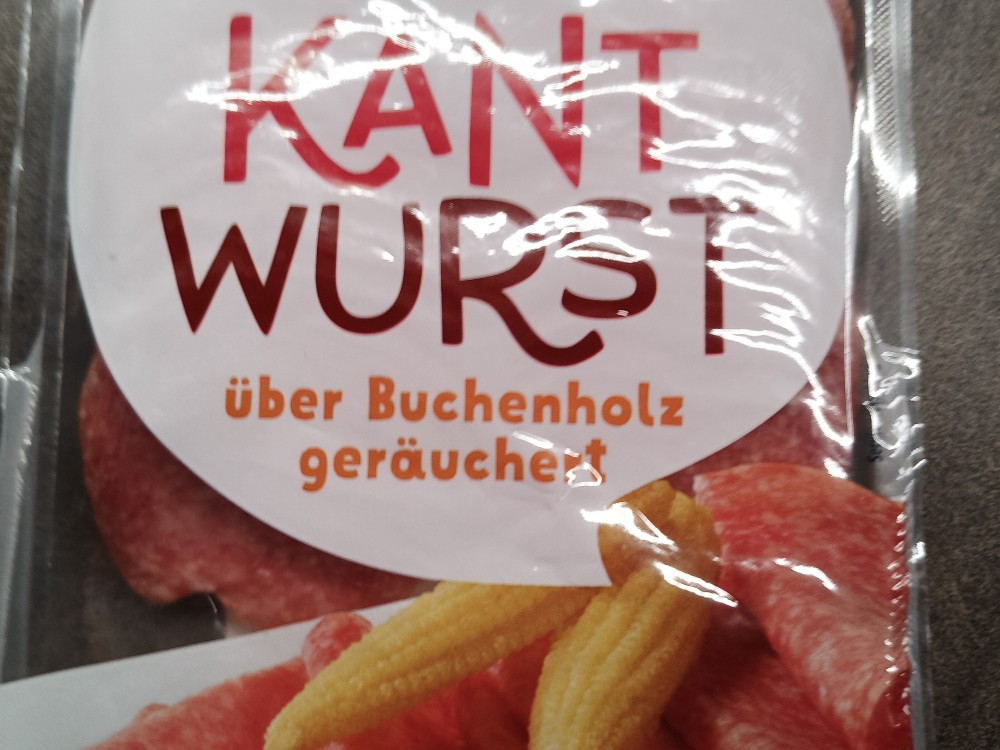 KANT
WURST
über Buchenholz
geräuchert